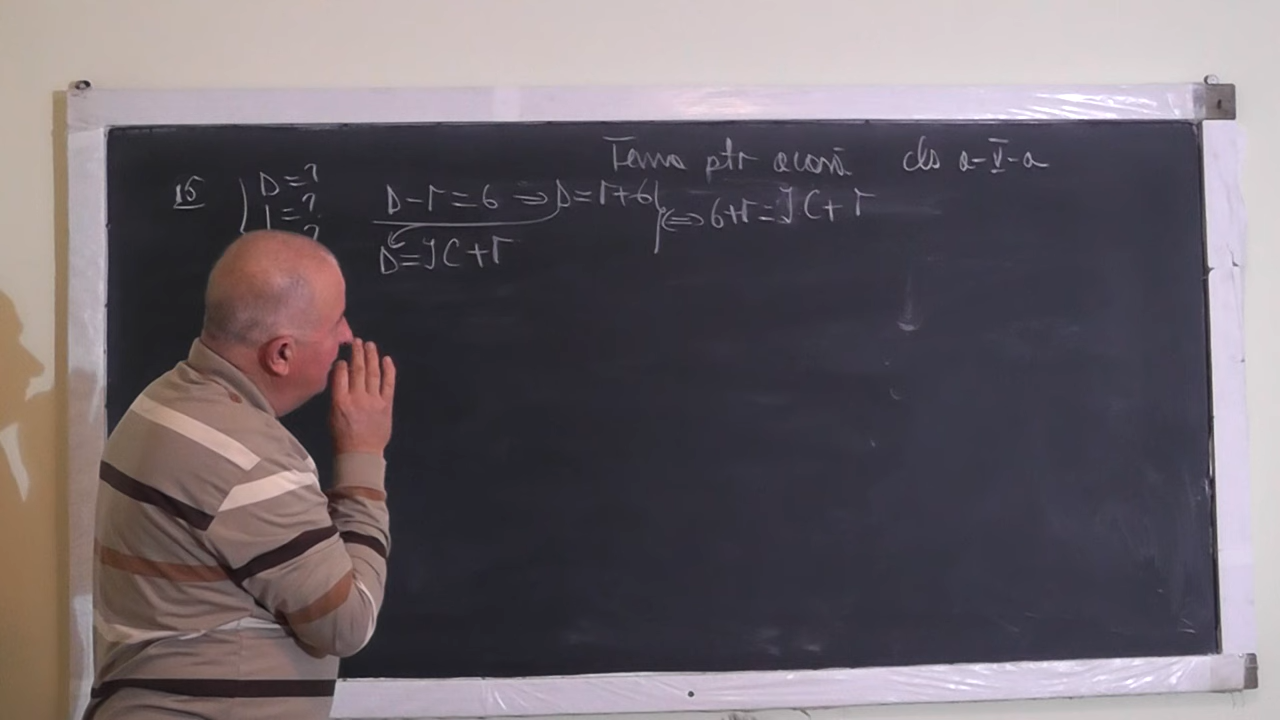 Tema ptr acasă cls a-V-a
15 D=?
Î=?
?
D-r=6 ⇒ D=r+6
D=ÎC+r
⇔ 6+r=ÎC+r